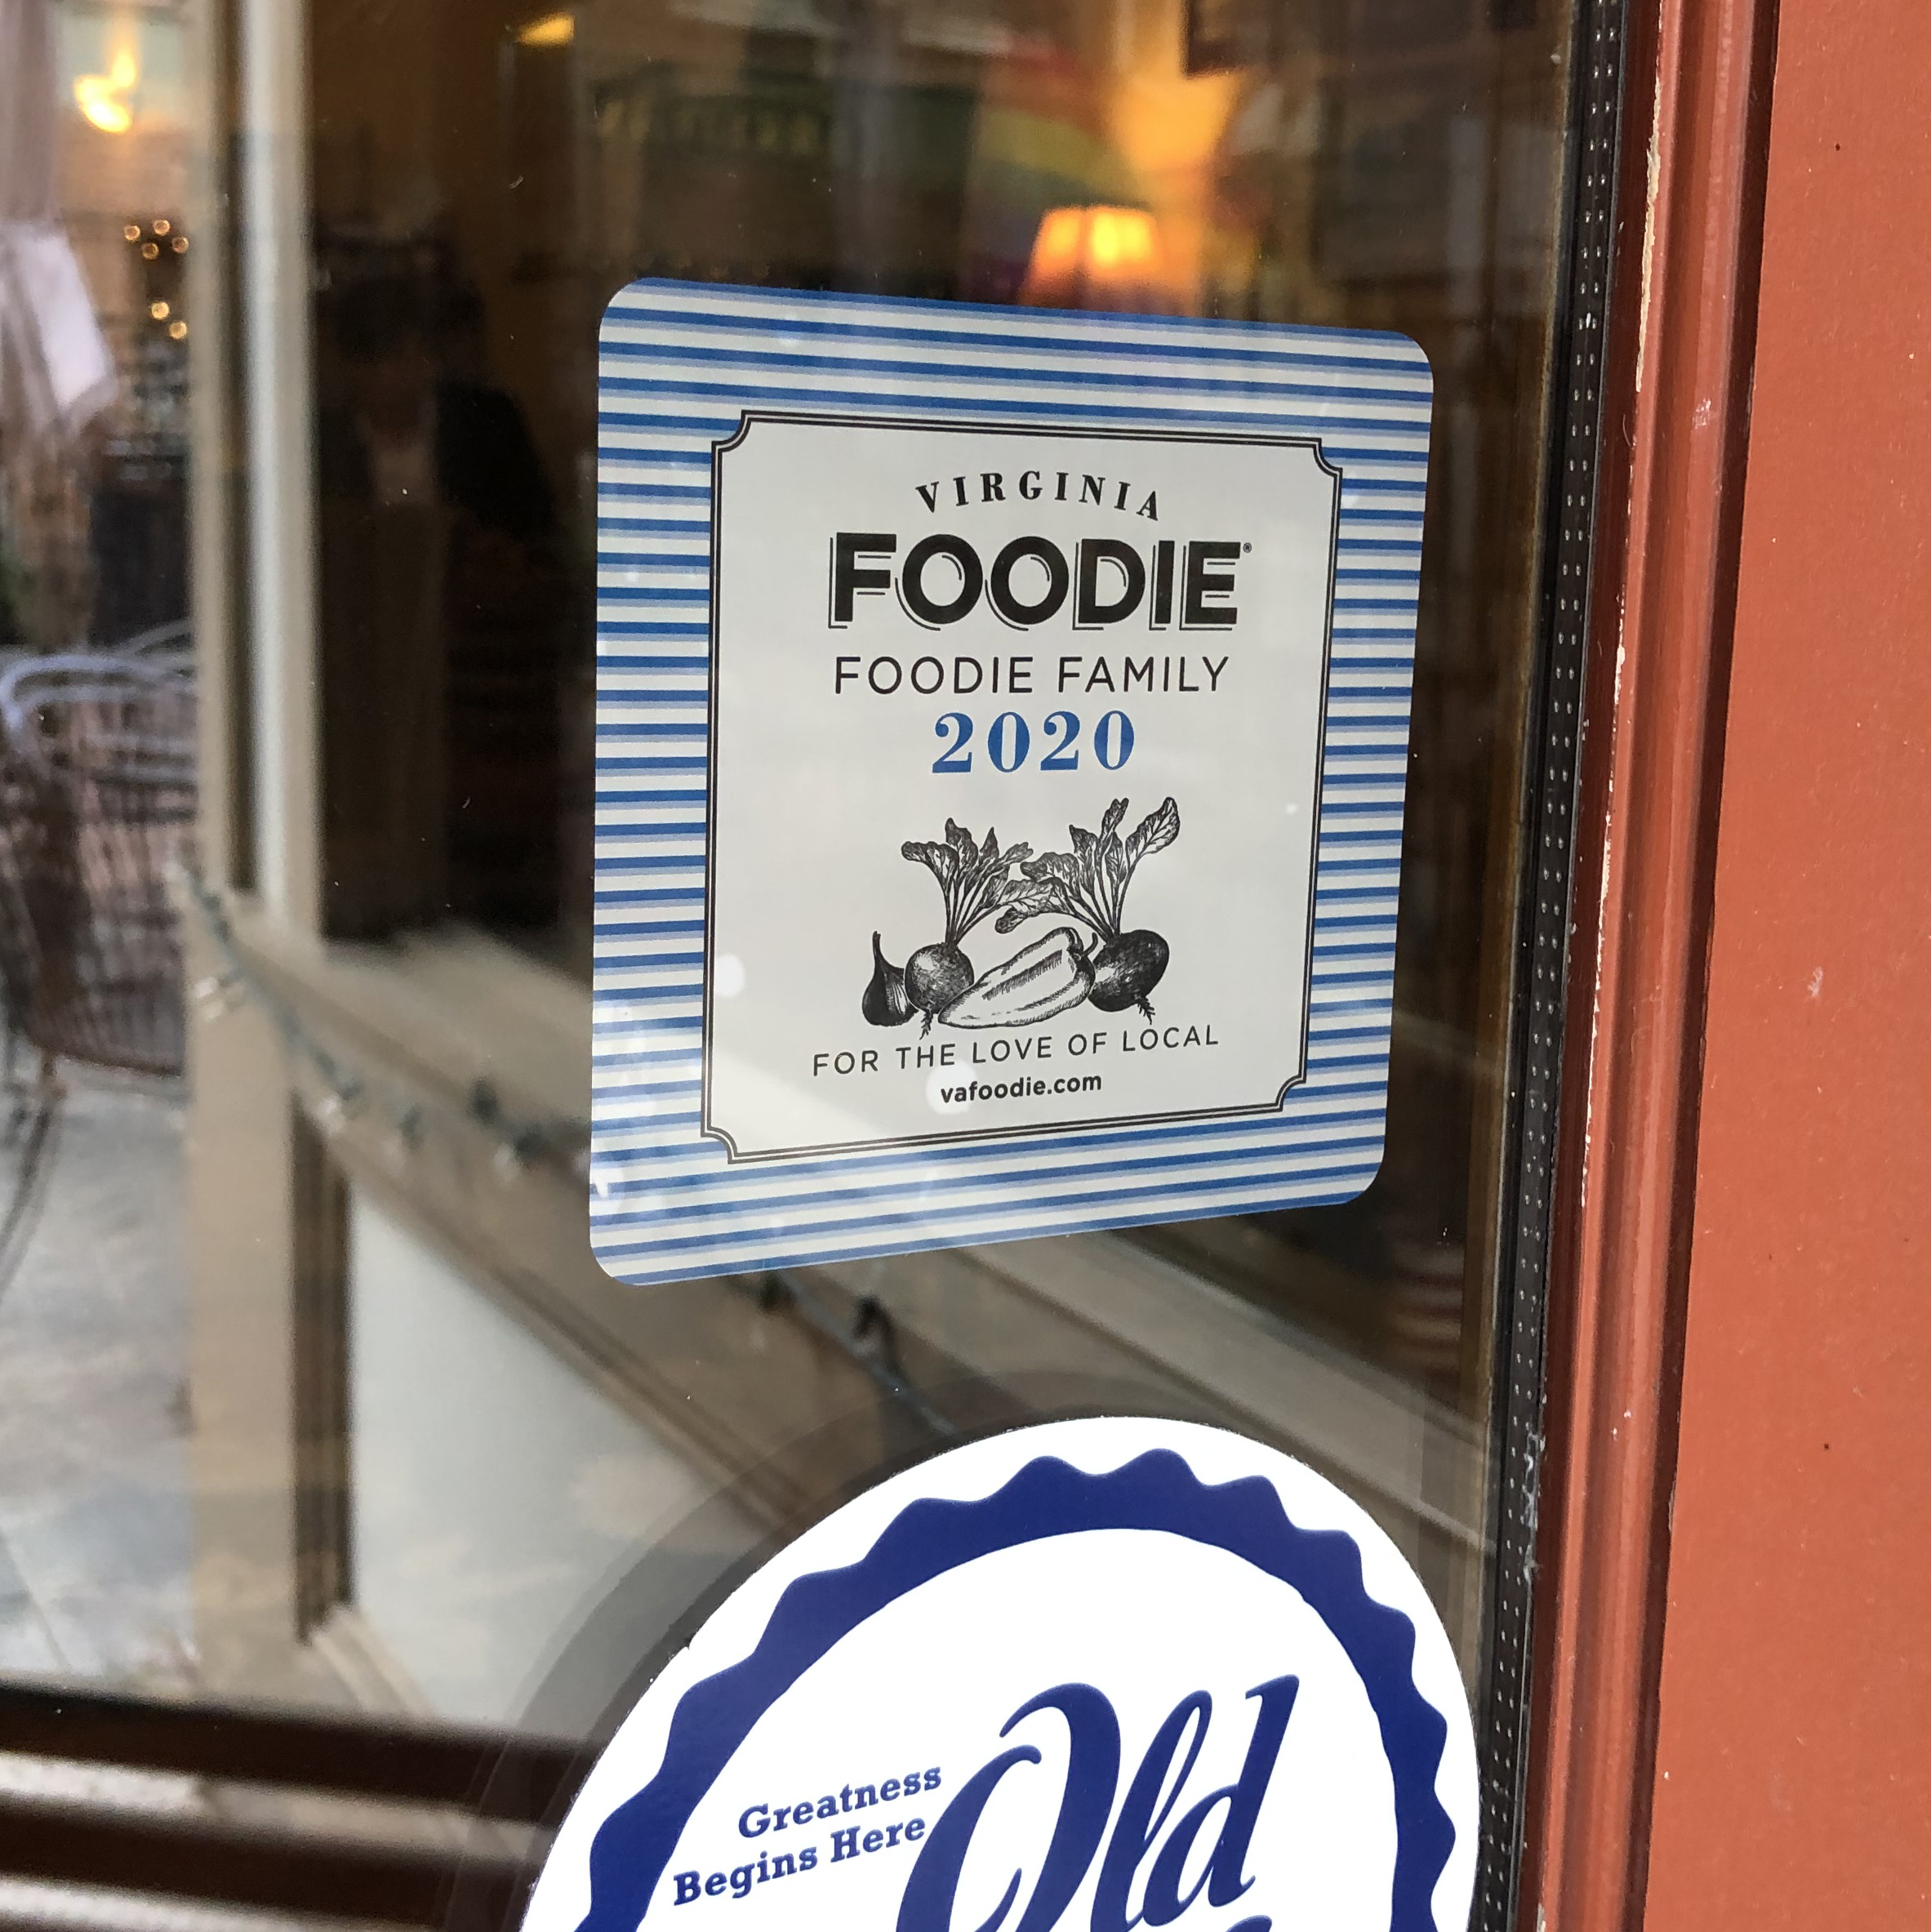 VIRGINIA
FOODIE®
FOODIE FAMILY
2020
FOR THE LOVE OF LOCAL
vafoodie.com
Greatness
Begins Here
Old